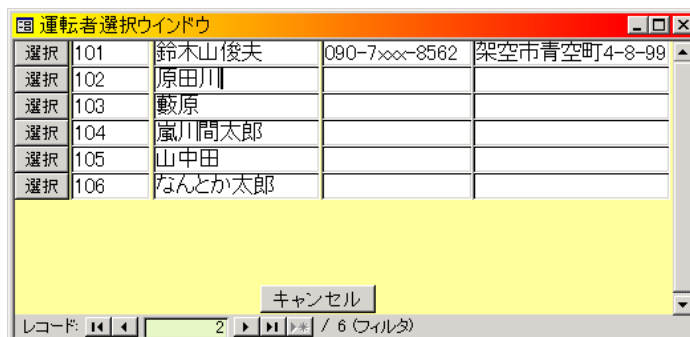 運転者選択ウインドウ
選択 101 鈴木山俊夫 090-7xxx-8562 架空市青空町4-8-99
選択 102 原田川
選択 103 藪原
選択 104 嵐川間太郎
選択 105 山中田
選択 106 なんとか太郎
キャンセル
レコード: 2 / 6 (フィルタ)